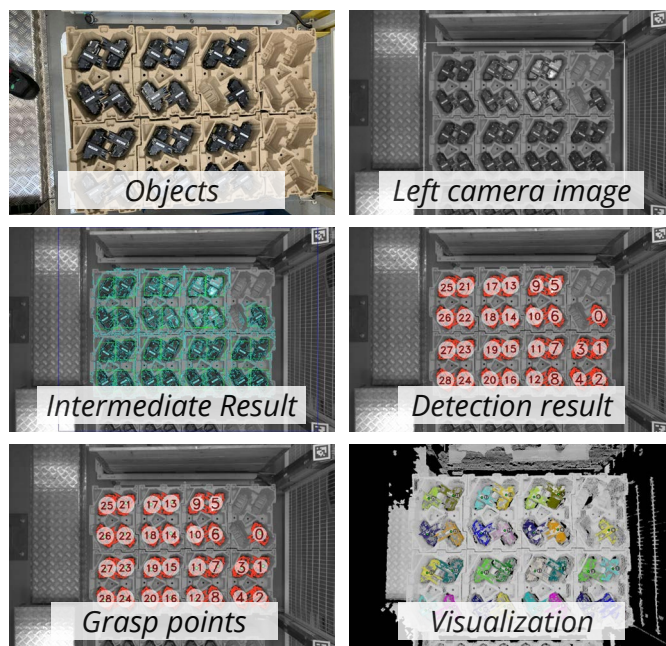 Objects
Left camera image
25 21 17 13 9 5
26 22 18 14 10 6 0
27 23 19 15 11 7 3 1
28 24 20 16 12 8 4 2
Intermediate Result
Detection result
25 21 17 13 9 5
26 22 18 14 10 6 0
27 23 19 15 11 7 3 1
28 24 20 16 12 8 4 2
Grasp points
Visualization